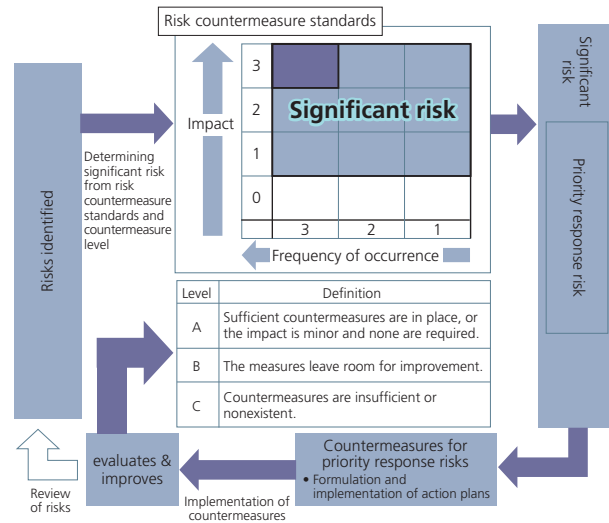 Risk countermeasure standards
Impact
3
2
1
0
Significant risk
3
2
1
Frequency of occurrence
Risks identified
Determining
significant risk
from risk
countermeasure
standards and
countermeasure
level
Significant
risk
Priority response
risk
Level
Definition
A
Sufficient countermeasures are in place, or
the impact is minor and none are required.
B
The measures leave room for improvement.
C
Countermeasures are insufficient or
nonexistent.
Countermeasures for
priority response risks
• Formulation and
implementation of action plans
Implementation of
countermeasures
evaluates &
improves
Review
of risks